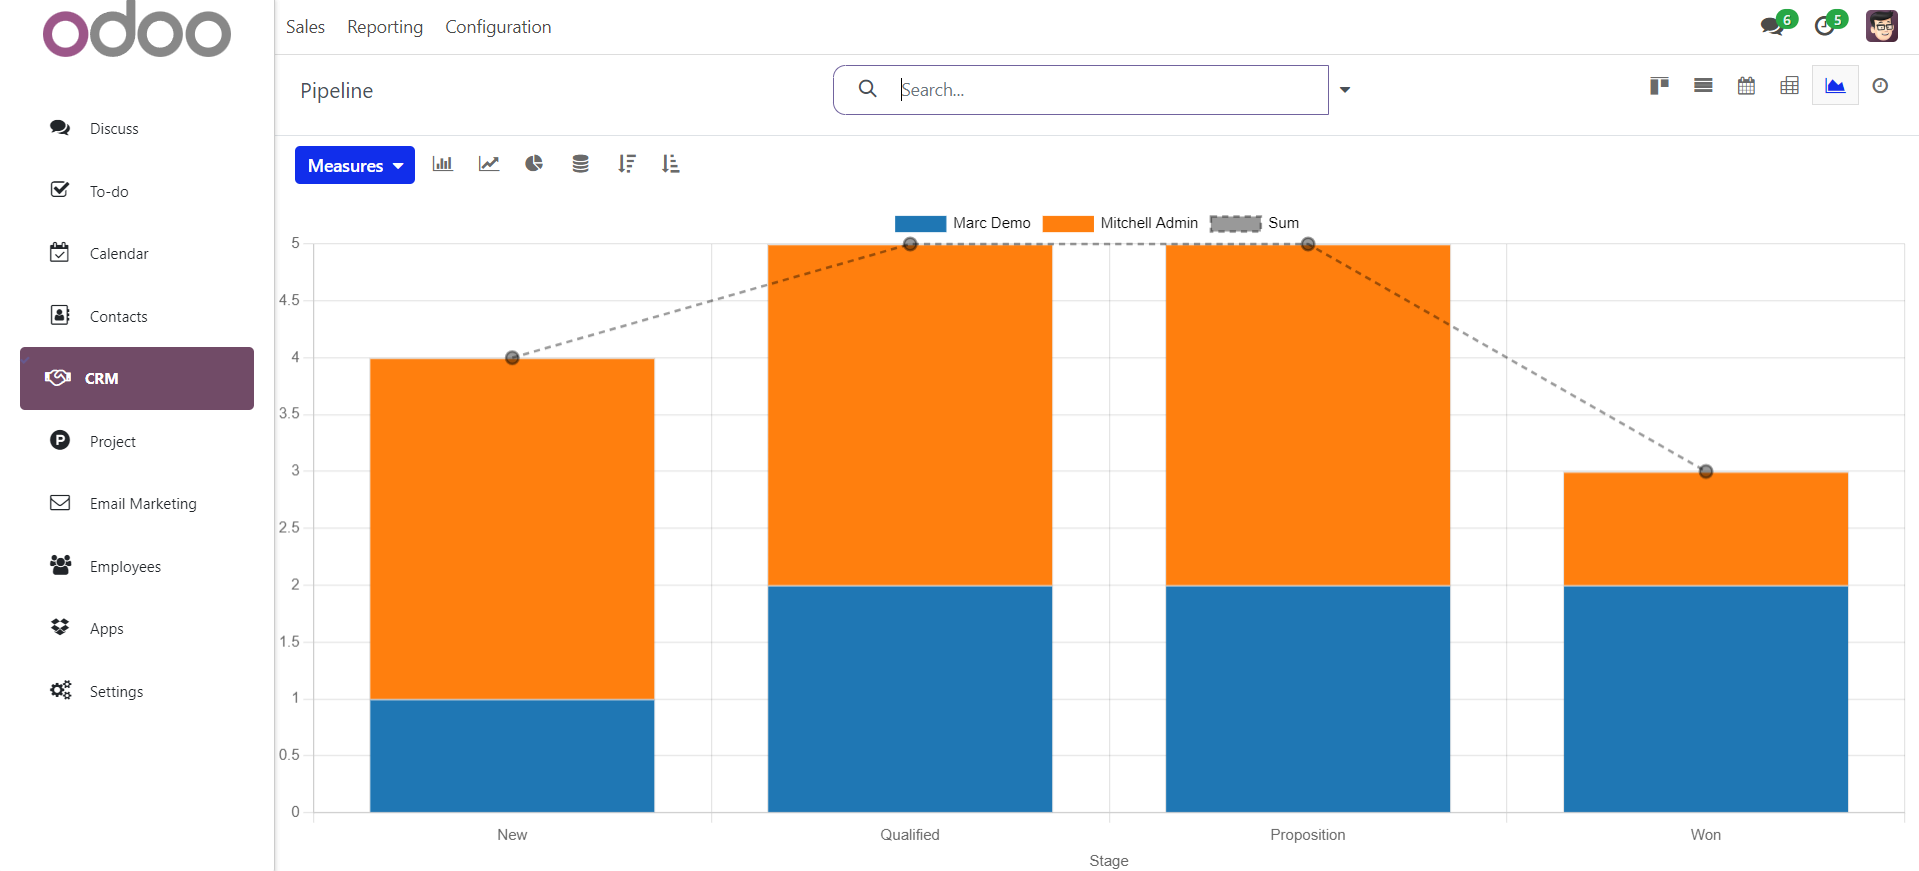 odoo
Sales Reporting Configuration
6 5
Pipeline
Search...
Discuss
To-do
Calendar
Contacts
CRM
Project
Email Marketing
Employees
Apps
Settings
Measures
Marc Demo Mitchell Admin Sum
5
4.5
4
3.5
3
2.5
2
1.5
1
0.5
0
New Qualified Proposition Won
Stage